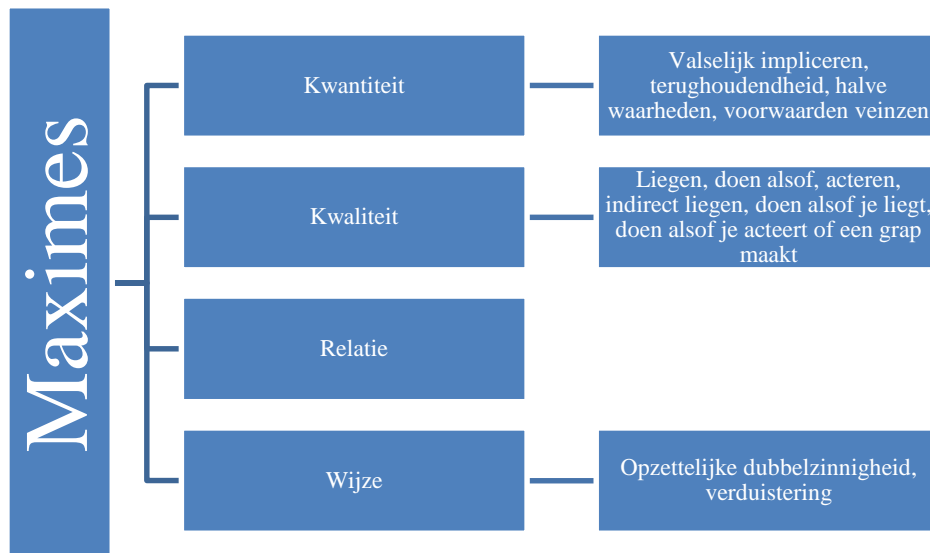 Maximes
Kwantiteit
Valselijk impliceren,
terughoudendheid, halve
waarheden, voorwaarden veinzen
Kwaliteit
Liegen, doen alsof, acteren,
indirect liegen, doen alsof je liegt,
doen alsof je acteert of een grap
maakt
Relatie
Wijze
Opzettelijke dubbelzinnigheid,
verduistering